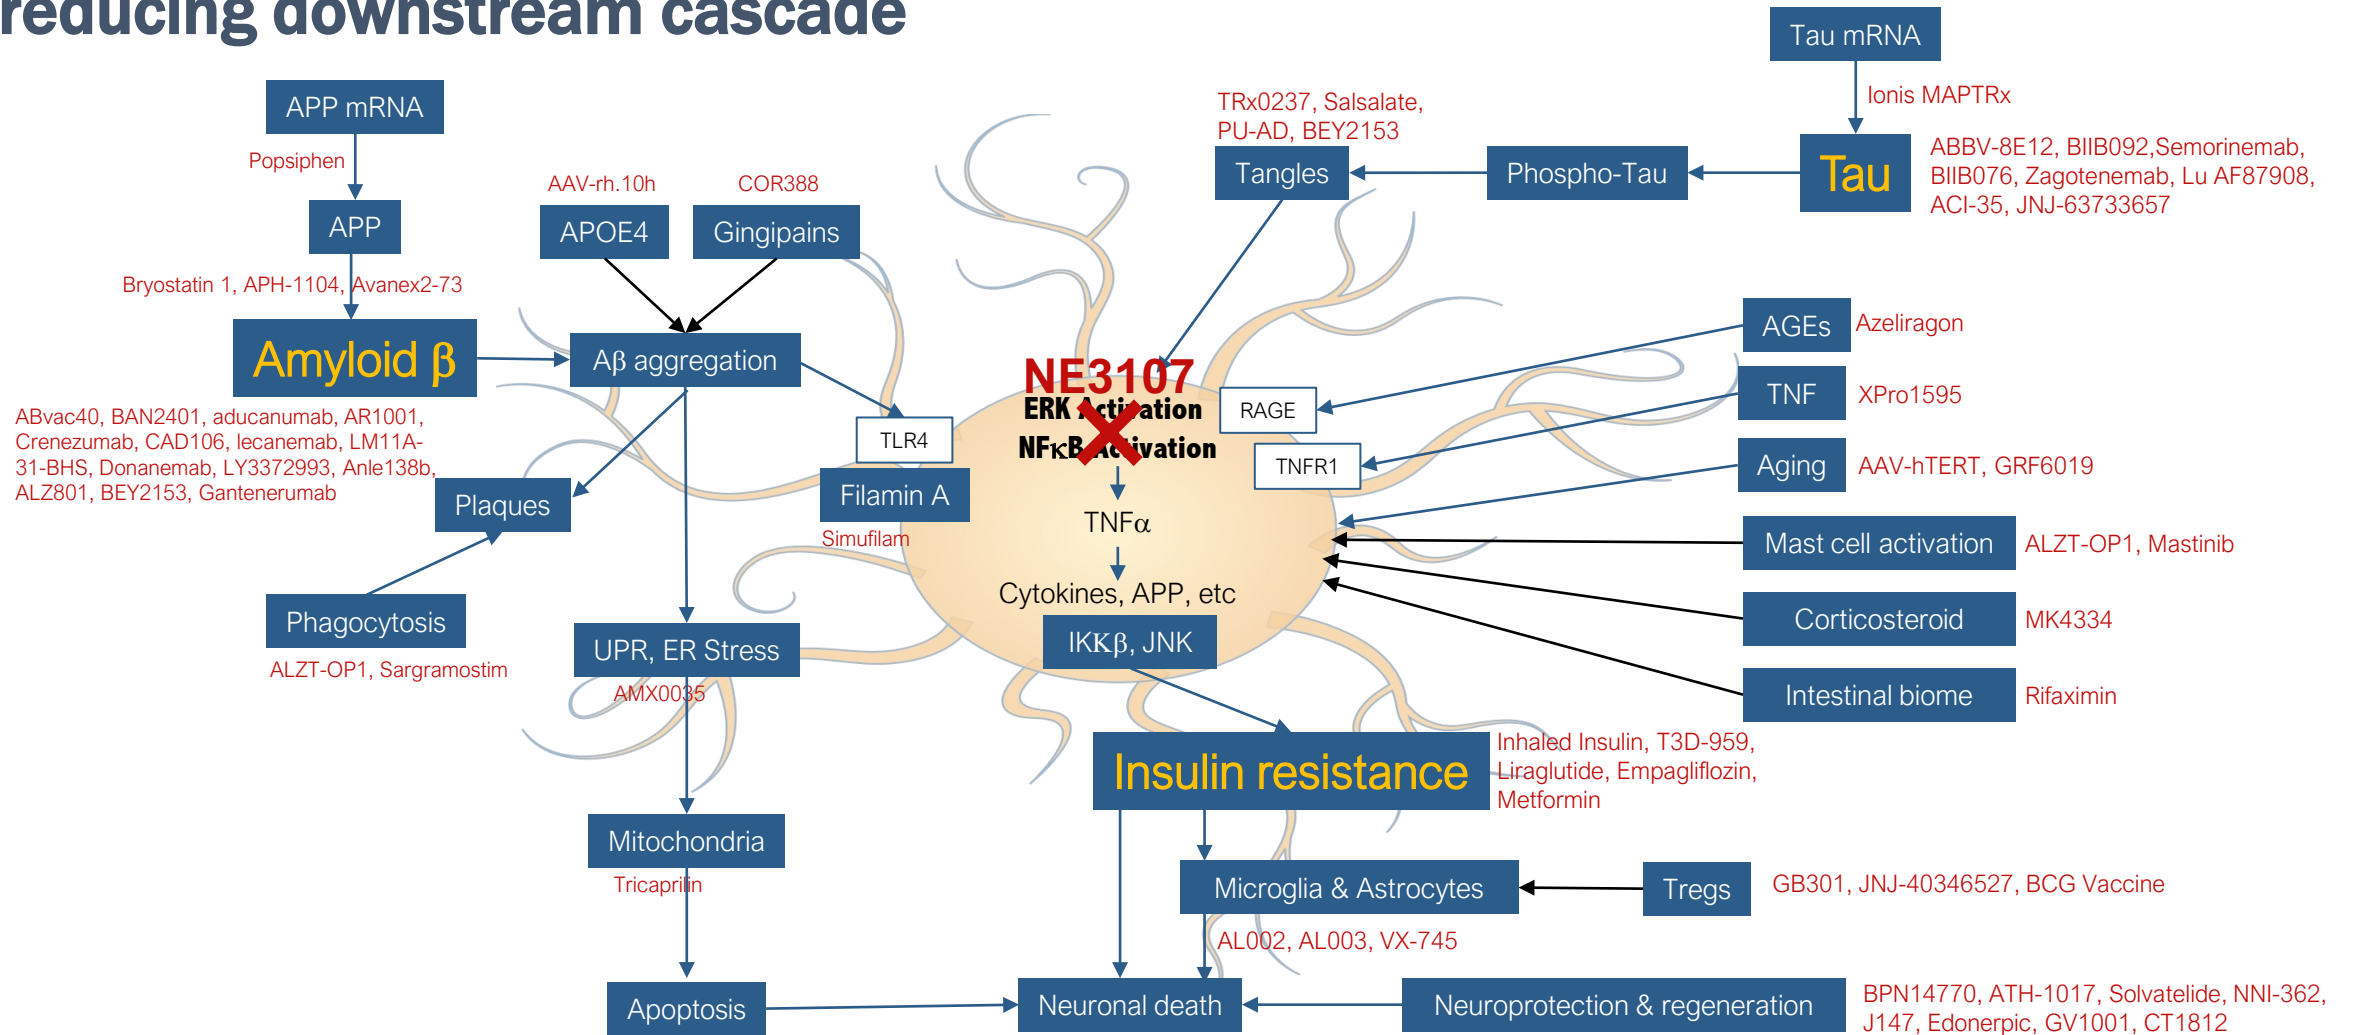 reducing downstream cascade
APP mRNA
Popsiphen
APP
Bryostatin 1, APH-1104, Avanex2-73
Amyloid β
ABvac40, BAN2401, aducanumab, AR1001,
Crenezumab, CAD106, lecanemab, LM11A-
31-BHS, Donanemab, LY3372993, Anle138b,
ALZ801, BEY2153, Gantenerumab
AAV-rh.10h
APOE4
COR388
Gingipains
Aβ aggregation
Plaques
Phagocytosis
ALZT-OP1, Sargramostim
TLR4
Filamin A
Simufilam
UPR, ER Stress
AMX0035
Mitochondria
Tricaprilin
Apoptosis
Tau mRNA
Ionis MAPTRx
Tau
ABBV-8E12, BIIB092,Semorinemab,
BIIB076, Zagotenemab, Lu AF87908,
ACI-35, JNJ-63733657
Phospho-Tau
TRx0237, Salsalate,
PU-AD, BEY2153
Tangles
NE3107
ERK Activation
NFκB Activation
TNFα
Cytokines, APP, etc
IKKβ, JNK
RAGE
TNFR1
AGEs
Azeliragon
TNF
XPro1595
Aging
AAV-hTERT, GRF6019
Mast cell activation
ALZT-OP1, Mastinib
Corticosteroid
MK4334
Intestinal biome
Rifaximin
Insulin resistance
Inhaled Insulin, T3D-959,
Liraglutide, Empagliflozin,
Metformin
Microglia & Astrocytes
AL002, AL003, VX-745
Tregs
GB301, JNJ-40346527, BCG Vaccine
Neuronal death
Neuroprotection & regeneration
BPN14770, ATH-1017, Solvatelide, NNI-362,
J147, Edonerpic, GV1001, CT1812